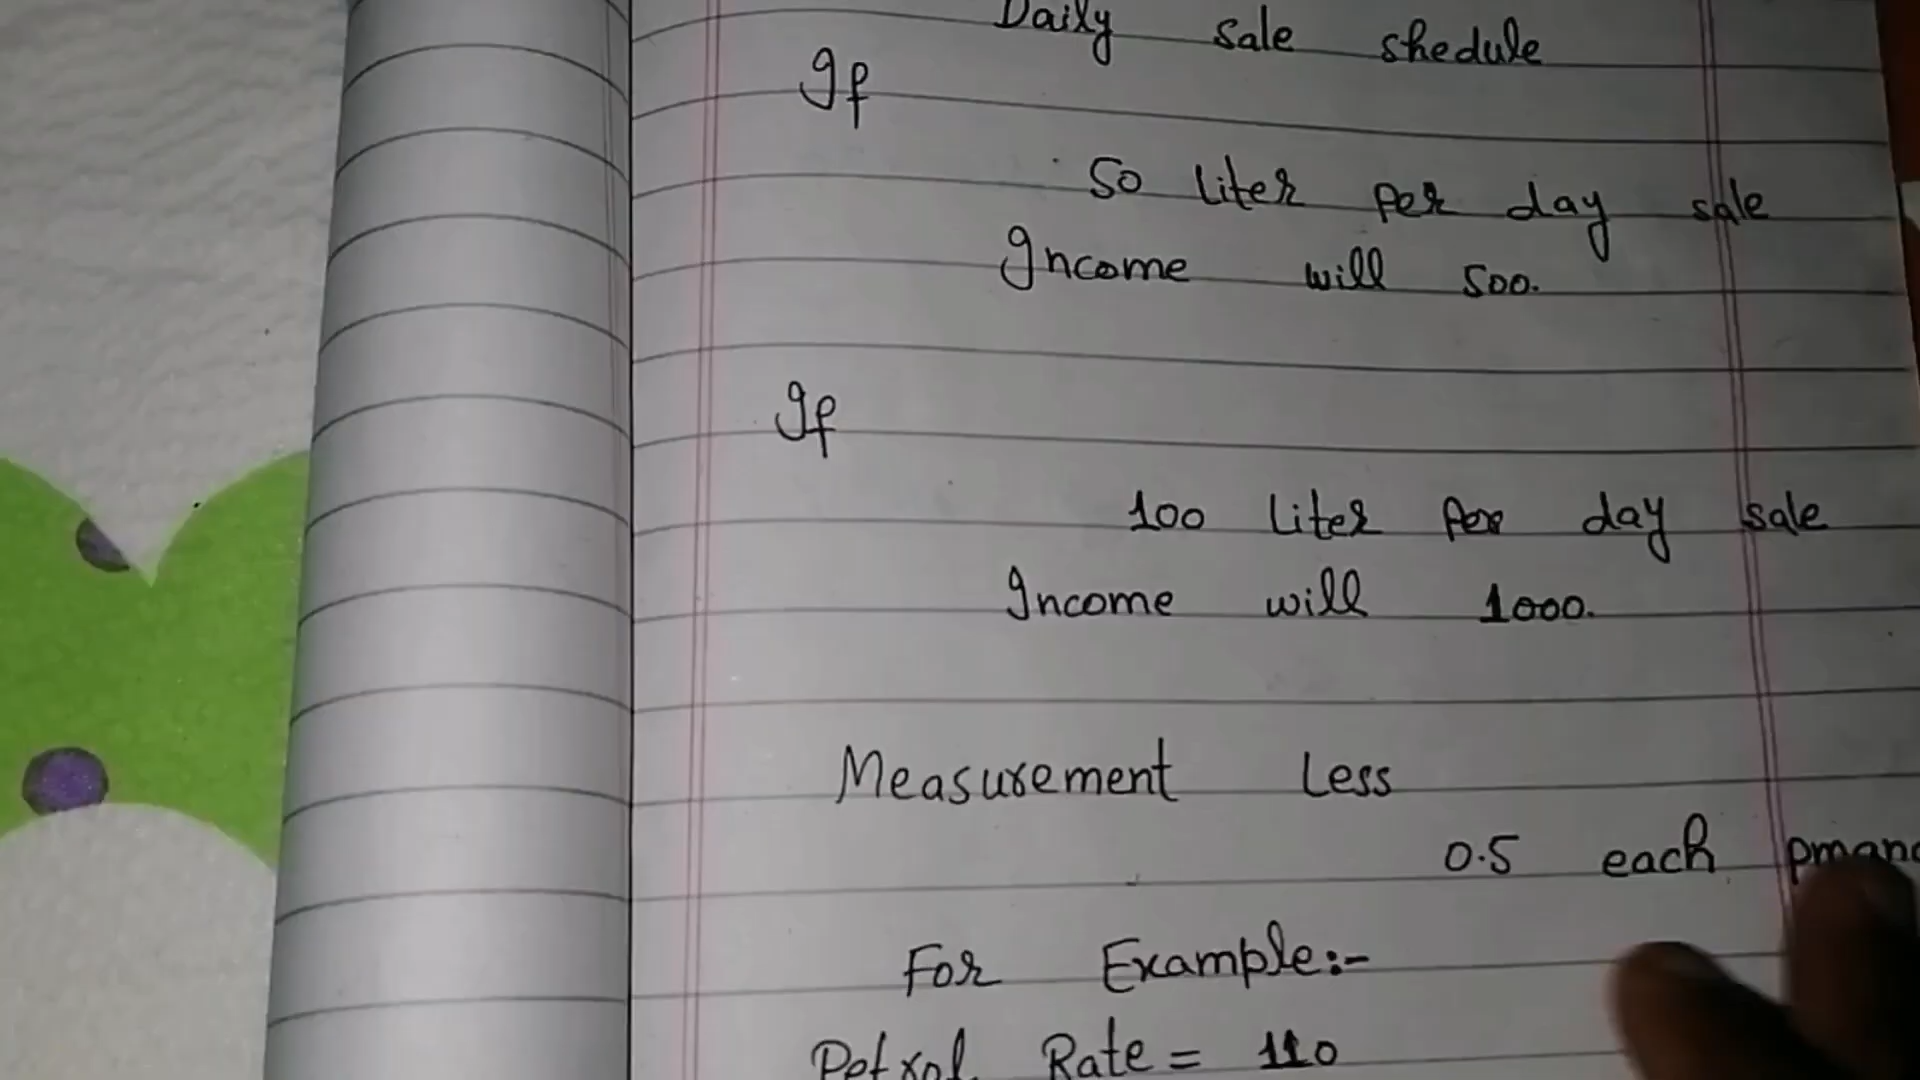 Daily sale shedule
If
50 liter per day sale
Income will 500.
If
100 liter per day sale
Income will 1000.
Measurement Less
0.5 each
For Example:-
Petrol Rate = 110